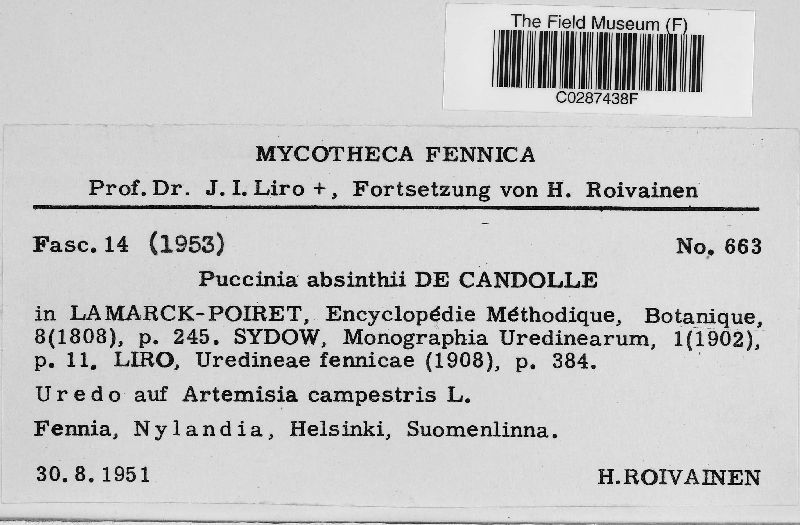 The Field Museum (F)
C0287438F
MYCOTHECA FENNICA
Prof. Dr. J. I. Liro +, Fortsetzung von H. Roivainen
Fasc. 14 (1953) No. 663
Puccinia absinthii DE CANDOLLE
in LAMARCK-POIRET, Encyclopédie Méthodique, Botanique,
8(1808), p. 245. SYDOW, Monographia Uredinearum, 1(1902),
p. 11. LIRO, Uredineae fennicae (1908), p. 384.
Uredo auf Artemisia campestris L.
Fennia, Nylandia, Helsinki, Suomenlinna.
30. 8. 1951 H. ROIVAINEN